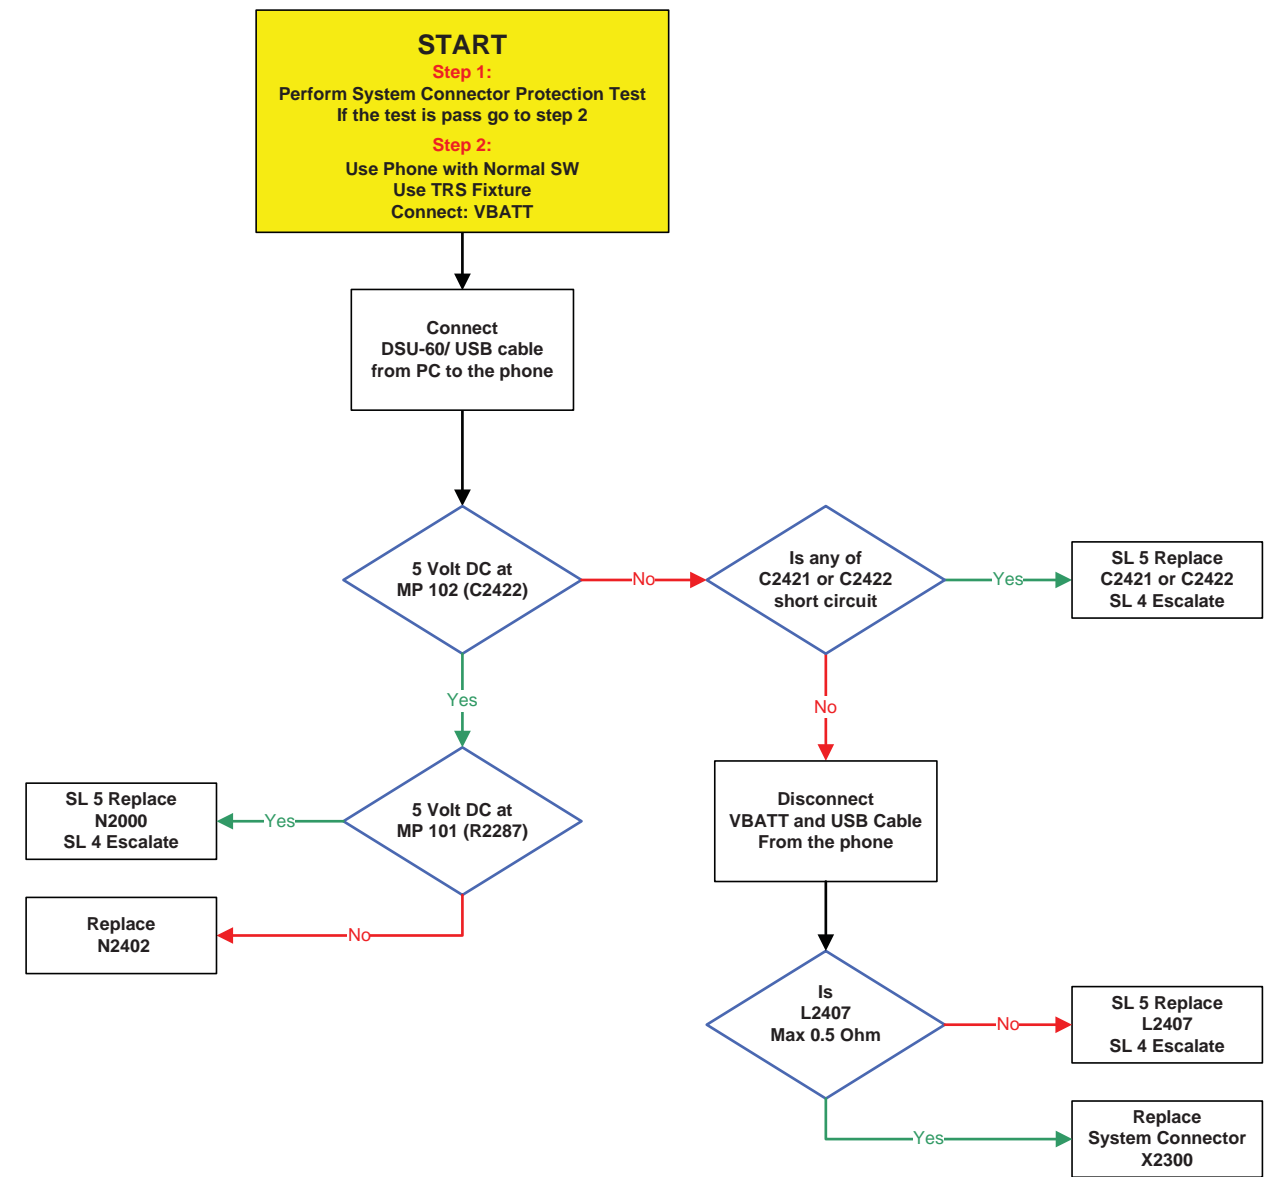 START
Step 1:
Perform System Connector Protection Test
If the test is pass go to step 2
Step 2:
Use Phone with Normal SW
Use TRS Fixture
Connect: VBATT
Connect
DSU-60/ USB cable
from PC to the phone
5 Volt DC at
MP 102 (C2422)
No
Is any of
C2421 or C2422
short circuit
Yes
SL 5 Replace
C2421 or C2422
SL 4 Escalate
Yes
No
5 Volt DC at
MP 101 (R2287)
Yes
SL 5 Replace
N2000
SL 4 Escalate
No
Replace
N2402
Disconnect
VBATT and USB Cable
From the phone
Is
L2407
Max 0.5 Ohm
No
SL 5 Replace
L2407
SL 4 Escalate
Yes
Replace
System Connector
X2300